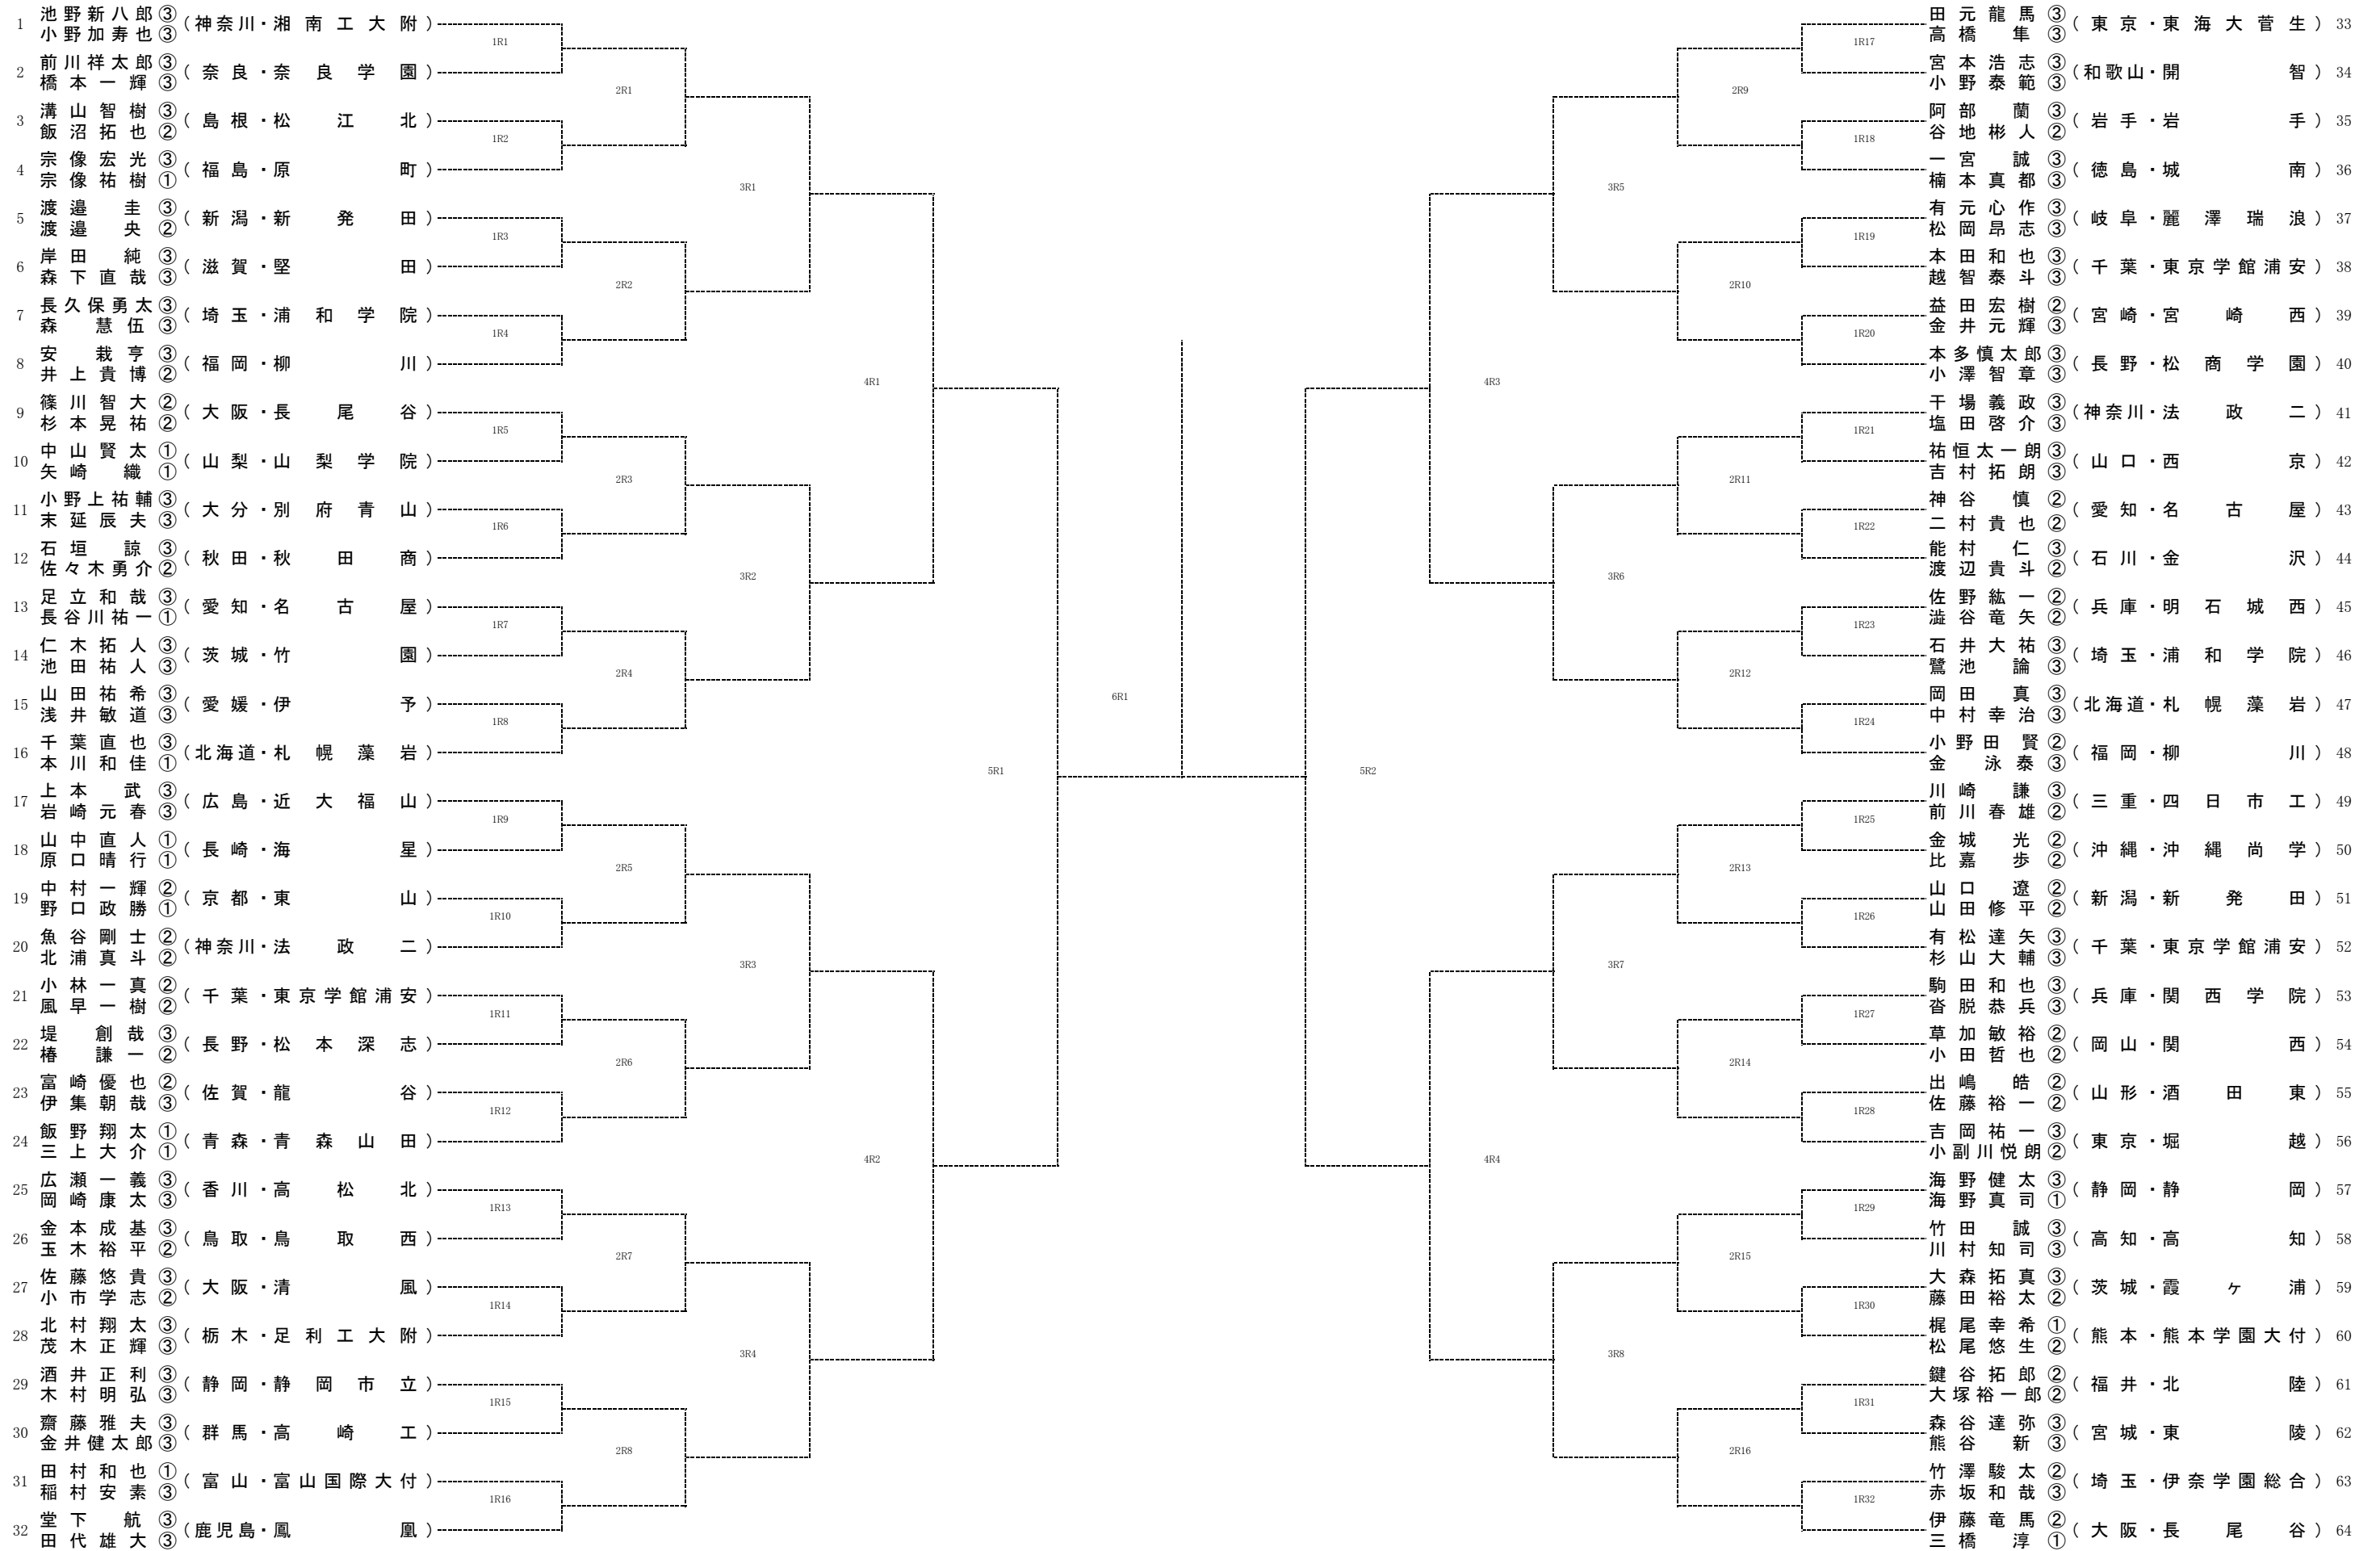 1 池野新八郎③ 小野加寿也③ (神奈川・湘南工大附)
2 前川祥太郎③ 橋本一輝③ (奈良・奈良学園)
3 溝山智樹③ 飯沼拓也② (島根・松江北)
4 宗像宏光③ 宗像祐樹① (福島・原町)
5 渡邉圭③ 渡邉央② (新潟・新発田)
6 岸田純③ 森下直哉③ (滋賀・堅田)
7 長久保勇太③ 森慧伍③ (埼玉・浦和学院)
8 安栽亨③ 井上貴博② (福岡・柳川)
9 篠川智大② 杉本晃祐② (大阪・長尾谷)
10 中山賢太① 矢崎織① (山梨・山梨学院)
11 小野上祐輔③ 末延辰夫③ (大分・別府青山)
12 石垣諒③ 佐々木勇介② (秋田・秋田商)
13 足立和哉③ 長谷川祐一① (愛知・名古屋)
14 仁木拓人③ 池田祐人③ (茨城・竹園)
15 山田祐希③ 浅井敏道③ (愛媛・伊予)
16 千葉直也③ 本川和佳① (北海道・札幌藻岩)
17 上本武③ 岩崎元春③ (広島・近大福山)
18 山中直人① 原口晴行① (長崎・海星)
19 中村一輝② 野口政勝① (京都・東山)
20 魚谷剛士② 北浦真斗② (神奈川・法政二)
21 小林一真② 風早一樹② (千葉・東京学館浦安)
22 堤創哉③ 椿謙一② (長野・松本深志)
23 富崎優也② 伊集朝哉③ (佐賀・龍谷)
24 飯野翔太① 三上大介① (青森・青森山田)
25 広瀬一義③ 岡崎康太③ (香川・高松北)
26 金本成基③ 玉木裕平② (鳥取・鳥取西)
27 佐藤悠貴③ 小市学志② (大阪・清風)
28 北村翔太③ 茂木正輝③ (栃木・足利工大附)
29 酒井正利③ 木村明弘③ (静岡・静岡市立)
30 齋藤雅夫③ 金井健太郎③ (群馬・高崎工)
31 田村和也① 稲村安素③ (富山・富山国際大付)
32 堂下航③ 田代雄大③ (鹿児島・鳳凰)
1R1
1R2
1R3
1R4
1R5
1R6
1R7
1R8
1R9
1R10
1R11
1R12
1R13
1R14
1R15
1R16
2R1
2R2
2R3
2R4
2R5
2R6
2R7
2R8
3R1
3R2
3R3
3R4
4R1
4R2
5R1
6R1
5R2
4R3
4R4
3R5
3R6
3R7
3R8
2R9
2R10
2R11
2R12
2R13
2R14
2R15
2R16
1R17
1R18
1R19
1R20
1R21
1R22
1R23
1R24
1R25
1R26
1R27
1R28
1R29
1R30
1R31
1R32
田元龍馬③ 高橋隼③ (東京・東海大菅生) 33
宮本浩志③ 小野泰範③ (和歌山・開智) 34
阿部蘭③ 谷地彬人② (岩手・岩手) 35
一宮誠③ 楠本真都③ (徳島・城南) 36
有元心作③ 松岡昂志③ (岐阜・麗澤瑞浪) 37
本田和也③ 越智泰斗③ (千葉・東京学館浦安) 38
益田宏樹② 金井元輝③ (宮崎・宮崎西) 39
本多慎太郎③ 小澤智章③ (長野・松商学園) 40
干場義政③ 塩田啓介③ (神奈川・法政二) 41
祐恒太一朗③ 吉村拓朗③ (山口・西京) 42
神谷慎② 二村貴也② (愛知・名古屋) 43
能村仁③ 渡辺貴斗② (石川・金沢) 44
佐野紘一② 澁谷竜矢② (兵庫・明石城西) 45
石井大祐③ 鷺池論③ (埼玉・浦和学院) 46
岡田真③ 中村幸治③ (北海道・札幌藻岩) 47
小野田賢② 金泳泰③ (福岡・柳川) 48
川崎謙③ 前川春雄② (三重・四日市工) 49
金城光② 比嘉歩② (沖縄・沖縄尚学) 50
山口遼② 山田修平② (新潟・新発田) 51
有松達矢③ 杉山大輔③ (千葉・東京学館浦安) 52
駒田和也③ 沓脱恭兵③ (兵庫・関西学院) 53
草加敏裕② 小田哲也② (岡山・関西) 54
出嶋皓② 佐藤裕一② (山形・酒田東) 55
吉岡祐一③ 小副川悦朗② (東京・堀越) 56
海野健太③ 海野真司① (静岡・静岡) 57
竹田誠③ 川村知司③ (高知・高知) 58
大森拓真③ 藤田裕太② (茨城・霞ヶ浦) 59
梶尾幸希① 松尾悠生② (熊本・熊本学園大付) 60
鍵谷拓郎② 大塚裕一郎② (福井・北陸) 61
森谷達弥③ 熊谷新③ (宮城・東陵) 62
竹澤駿太② 赤坂和哉③ (埼玉・伊奈学園総合) 63
伊藤竜馬② 三橋淳① (大阪・長尾谷) 64